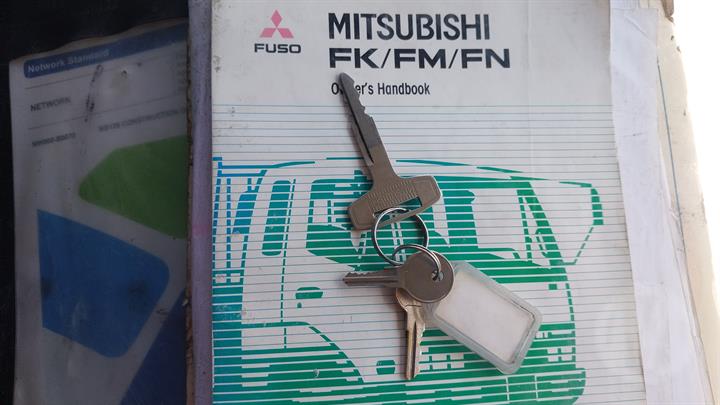 Network Standard
NETWORK
FUSO
MITSUBISHI
FK/FM/FN
Owner's Handbook